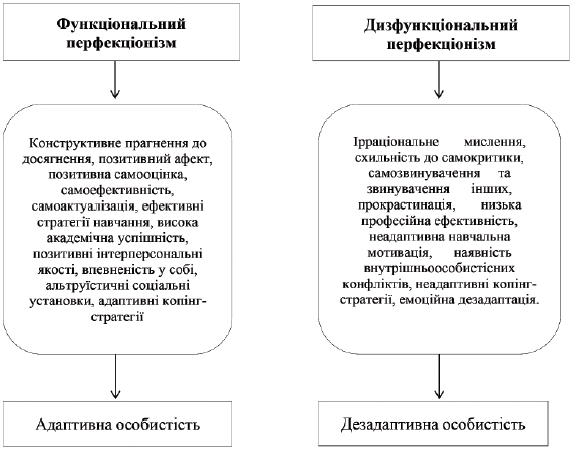 Функціональний
перфекціонізм
Конструктивне прагнення до
досягнення, позитивний афект,
позитивна самооцінка,
самоефективність,
самоактуалізація, ефективні
стратегії навчання, висока
академічна успішність,
позитивні інтерперсональні
якості, впевненість у собі,
альтруїстичні соціальні
установки, адаптивні копінг-
стратегії
Адаптивна особистість
Дизфункціональний
перфекціонізм
Ірраціональне мислення,
схильність до самокритики,
самозвинувачення та
звинувачення інших,
прокрастинація, низька
професійна ефективність,
неадаптивна навчальна
мотивація, наявність
внутрішньоособистісних
конфліктів, неадаптивні копінг-
стратегії, емоційна дезадаптація.
Дезадаптивна особистість